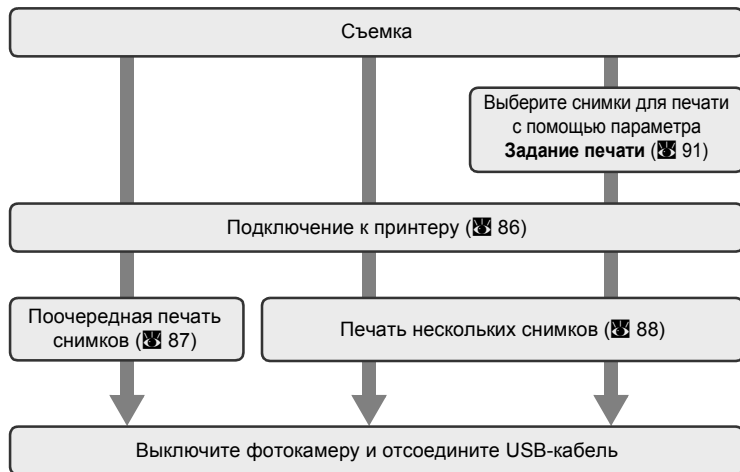 Съемка
Выберите снимки для печати
с помощью параметра
Задание печати (91)
Подключение к принтеру (86)
Поочередная печать
снимков (87)
Печать нескольких снимков (88)
Выключите фотокамеру и отсоедините USB-кабель